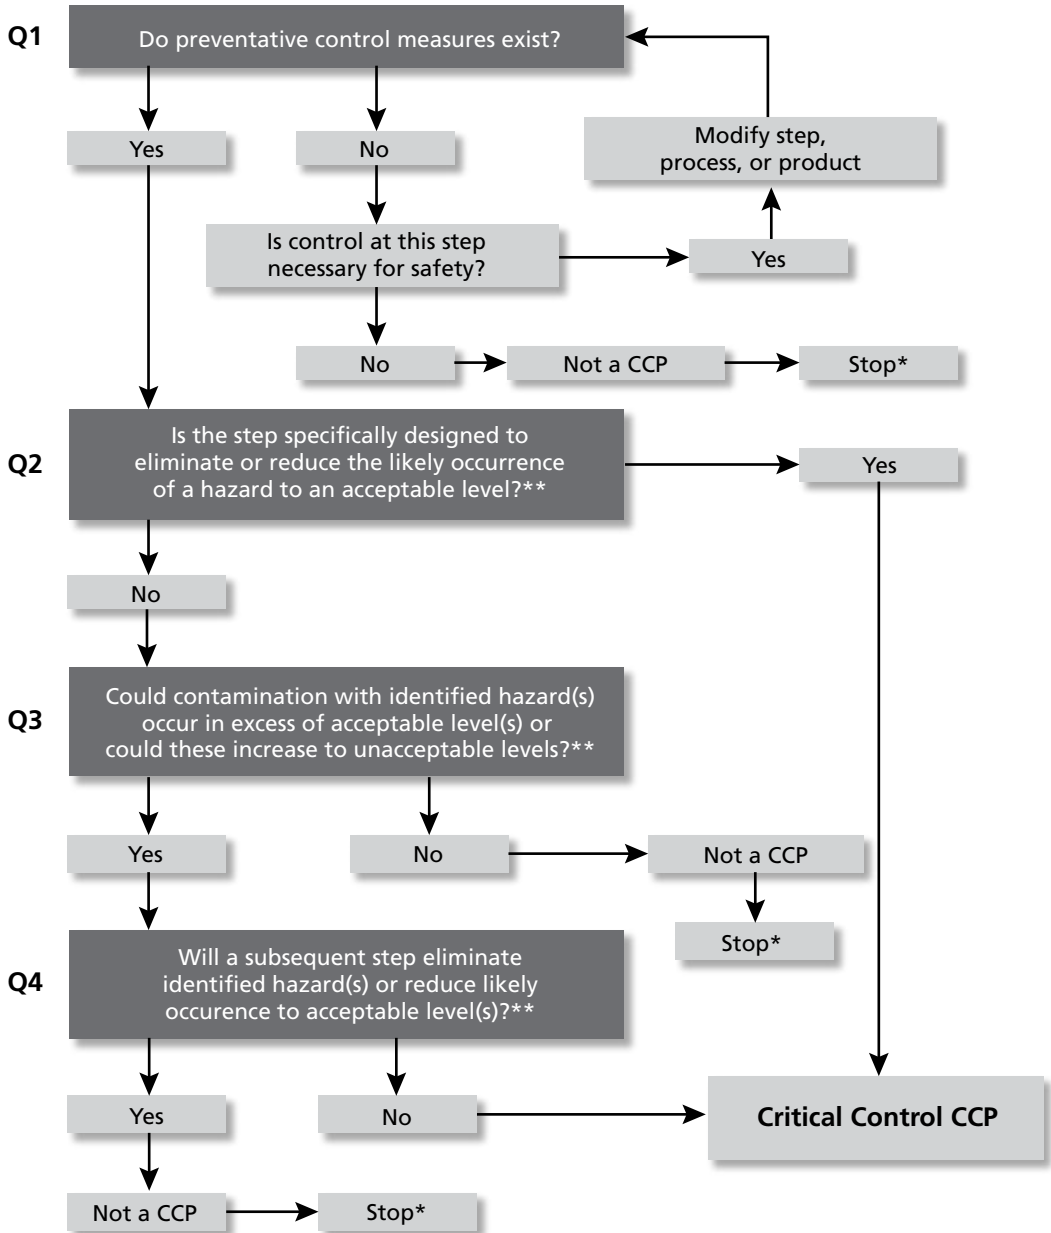 Q1
Do preventative control measures exist?
Yes
No
Modify step,
process, or product
Is control at this step
necessary for safety?
Yes
No
Not a CCP
Stop*
Q2
Is the step specifically designed to
eliminate or reduce the likely occurrence
of a hazard to an acceptable level?**
Yes
No
Q3
Could contamination with identified hazard(s)
occur in excess of acceptable level(s) or
could these increase to unacceptable levels?**
Yes
No
Not a CCP
Stop*
Q4
Will a subsequent step eliminate
identified hazard(s) or reduce likely
occurence to acceptable level(s)?**
Yes
No
Critical Control CCP
Not a CCP
Stop*